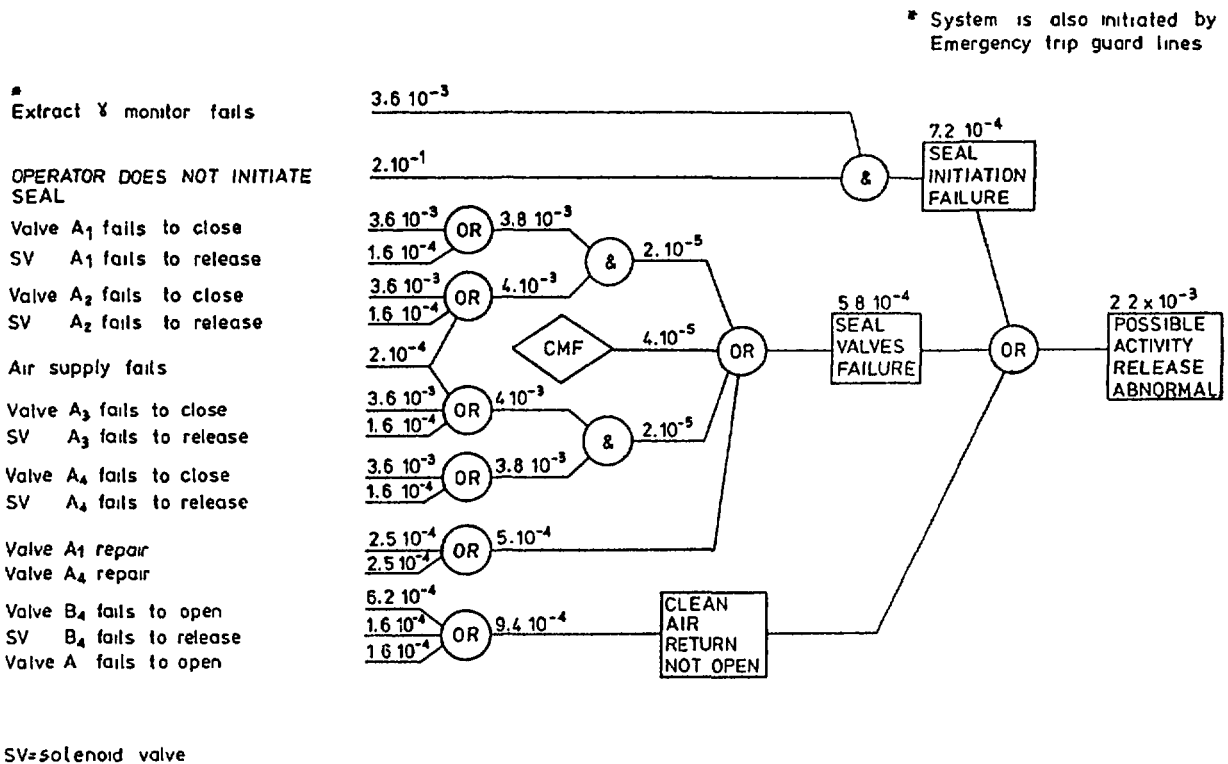 * System is also initiated by
Emergency trip guard lines
*
Extract γ monitor fails
3.6 10⁻³
OPERATOR DOES NOT INITIATE
SEAL
2.10⁻¹
&
7.2 10⁻⁴
SEAL
INITIATION
FAILURE
Valve A₁ fails to close
3.6 10⁻³
SV A₁ fails to release
1.6 10⁻⁴
OR
3.8 10⁻³
Valve A₂ fails to close
3.6 10⁻³
SV A₂ fails to release
1.6 10⁻⁴
OR
4.10⁻³
&
2.10⁻⁵
Air supply fails
2.10⁻⁴
CMF
4.10⁻⁵
OR
5 8 10⁻⁴
SEAL
VALVES
FAILURE
OR
2 2 x 10⁻³
POSSIBLE
ACTIVITY
RELEASE
ABNORMAL
Valve A₃ fails to close
3.6 10⁻³
SV A₃ fails to release
1.6 10⁻⁴
OR
4 10⁻³
&
2.10⁻⁵
Valve A₄ fails to close
3.6 10⁻³
SV A₄ fails to release
1.6 10⁻⁴
OR
3.8 10⁻³
Valve A₁ repair
2.5 10⁻⁴
Valve A₄ repair
2.5 10⁻⁴
OR
5.10⁻⁴
Valve B₄ fails to open
6.2 10⁻⁴
SV B₄ fails to release
1.6 10⁻⁴
Valve A fails to open
1 6 10⁻⁴
OR
9.4 10⁻⁴
CLEAN
AIR
RETURN
NOT OPEN
SV=solenoid valve